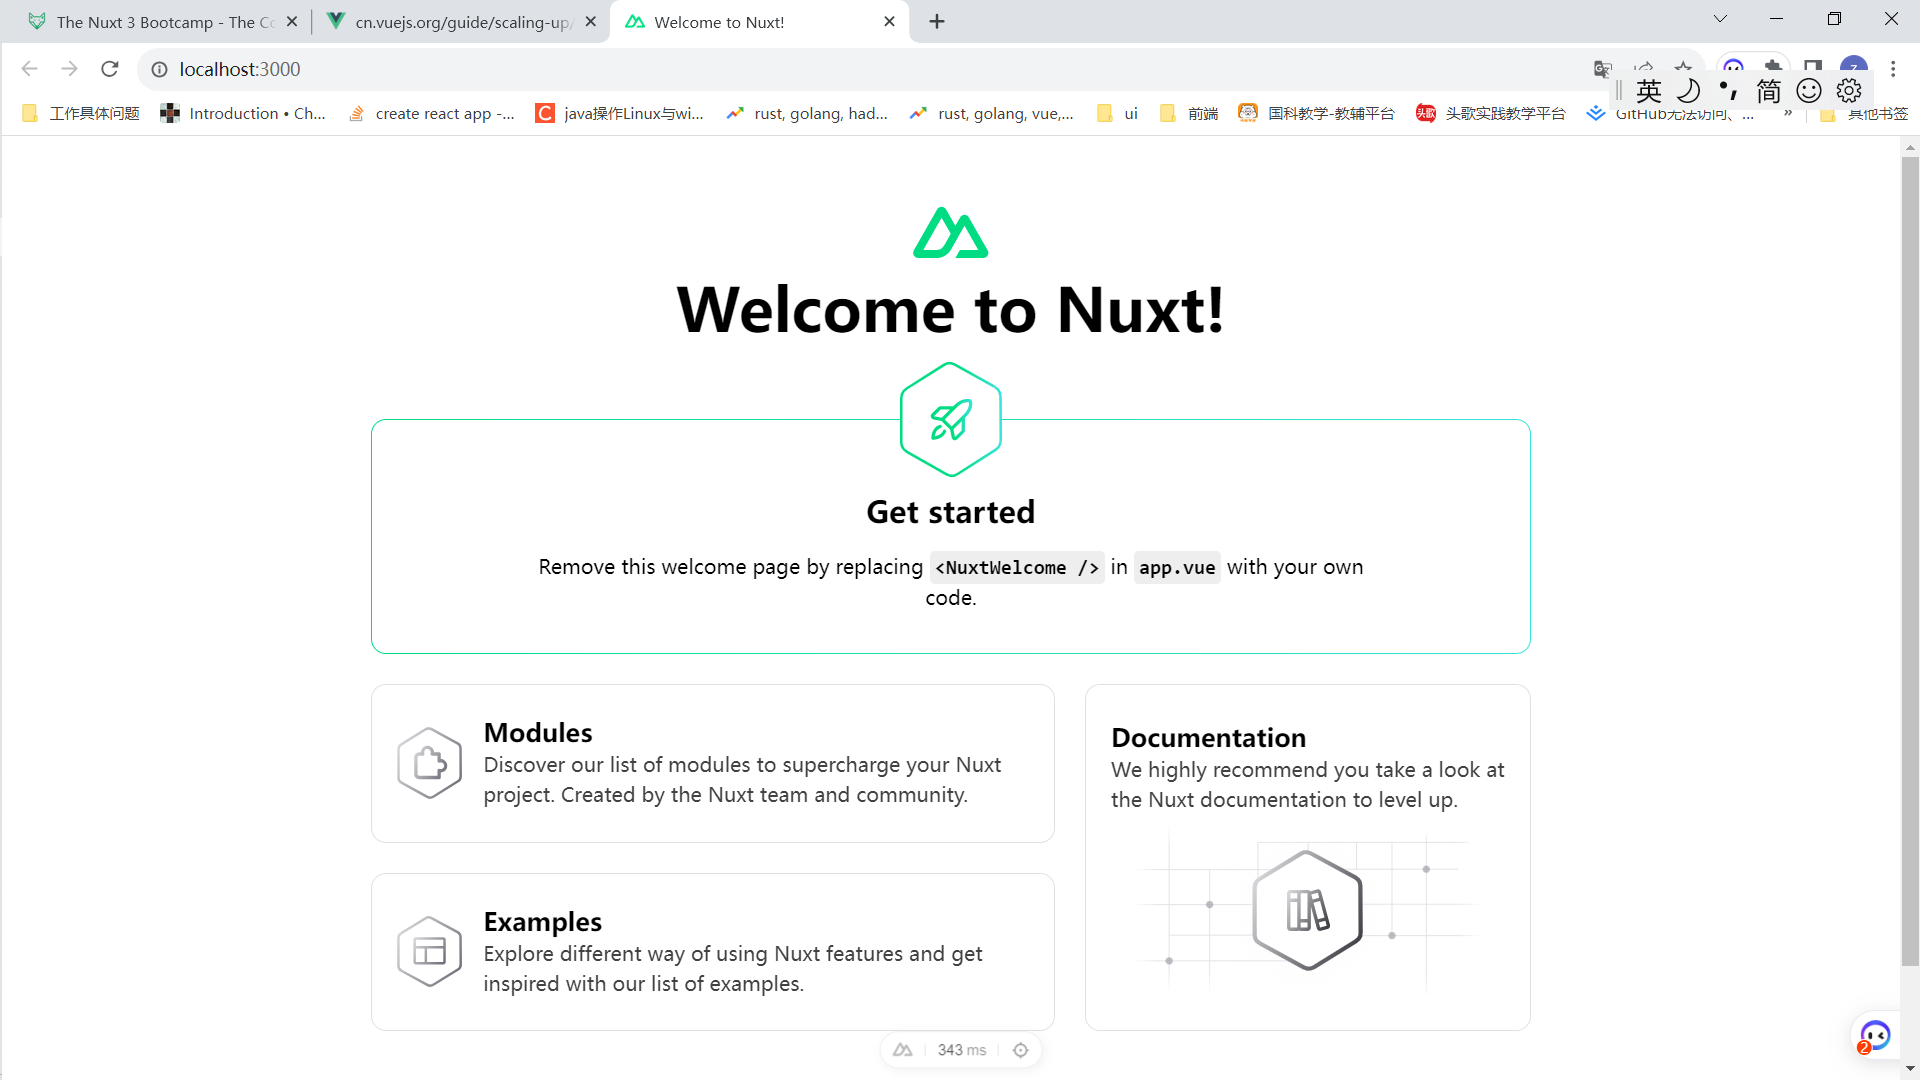 The Nuxt 3 Bootcamp - The Co
cn.vuejs.org/guide/scaling-up/
Welcome to Nuxt!
localhost:3000
英 简
工作具体问题
Introduction • Ch...
create react app -...
java操作Linux与wi...
rust, golang, had...
rust, golang, vue,...
ui
前端
国科教学-教辅平台
头歌实践教学平台
GitHub无法访问、...
»
其他书签
Welcome to Nuxt!
Get started
Remove this welcome page by replacing <NuxtWelcome /> in app.vue with your own
code.
Modules
Discover our list of modules to supercharge your Nuxt
project. Created by the Nuxt team and community.
Documentation
We highly recommend you take a look at
the Nuxt documentation to level up.
Examples
Explore different way of using Nuxt features and get
inspired with our list of examples.
343 ms
2